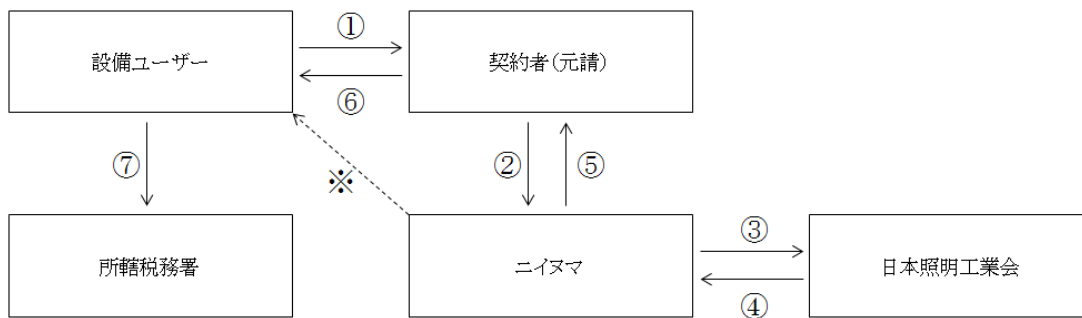 ①
設備ユーザー
契約者(元請)
⑥
⑦
※
②
⑤
③
所轄税務署
ニイヌマ
日本照明工業会
④